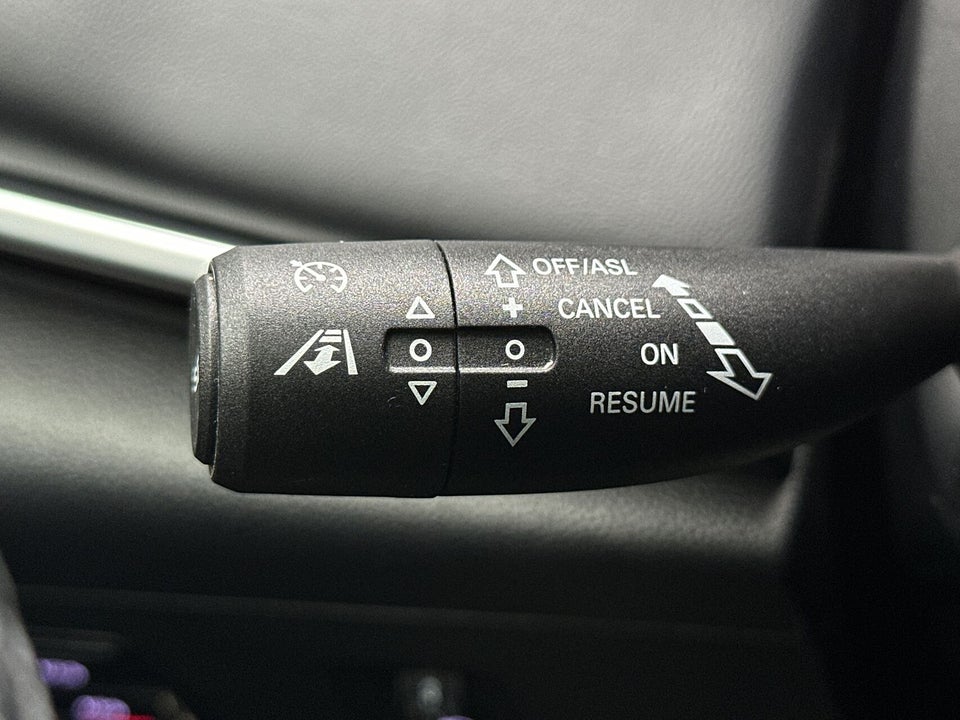 OFF/ASL
+ CANCEL
ON
−
RESUME